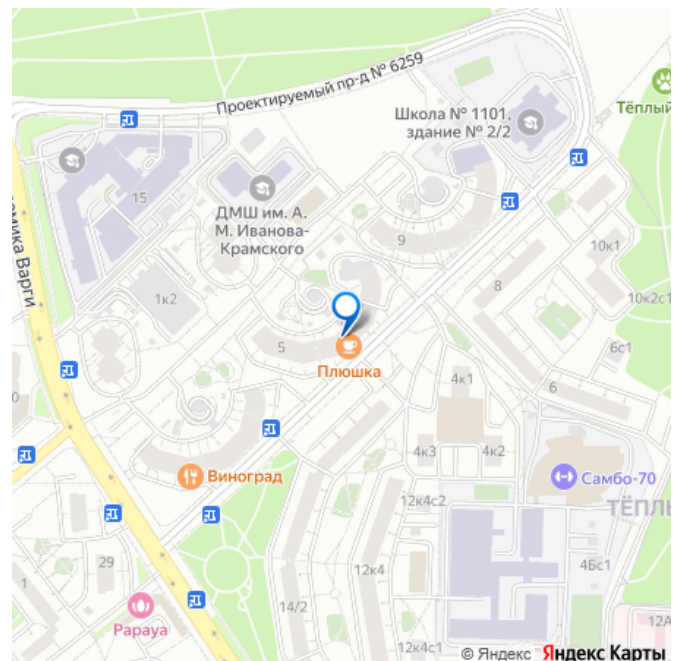 Проектируемый пр-д № 6259
Школа № 1101,
здание № 2/2
Тёплый
15
ДМШ им. А.
М. Иванова-
Крамского
9
10к1
8
10к2с1
1к2
6с1
5
Плюшка
4к1
6
4к3
4к2
Виноград
Самбо-70
12к4с2
ТЁПЛ
29
12к4
4Бс1
14/2
Papaya
12к4с1
12А
© Яндекс Яндекс Карты